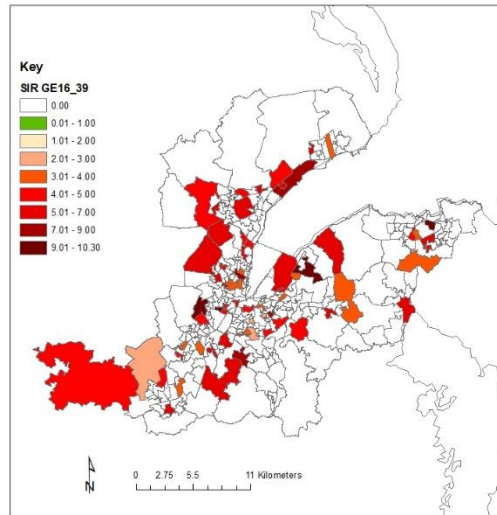 Key
SIR GE16_39
0.00
0.01 - 1.00
1.01 - 2.00
2.01 - 3.00
3.01 - 4.00
4.01 - 5.00
5.01 - 7.00
7.01 - 9.00
9.01 - 10.30
N
0 2.75 5.5 11 Kilometers